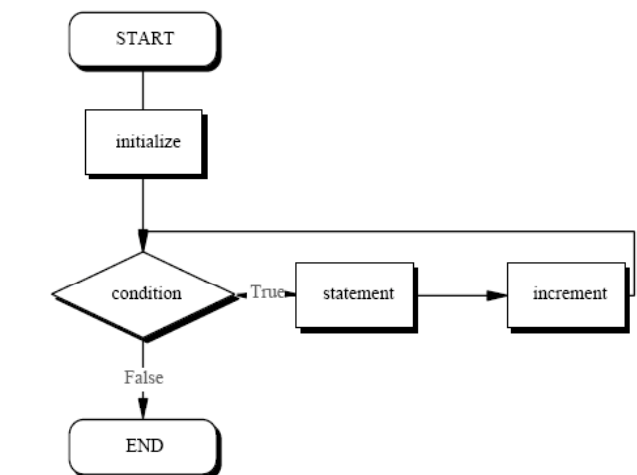 START
initialize
condition
True
statement
increment
False
END